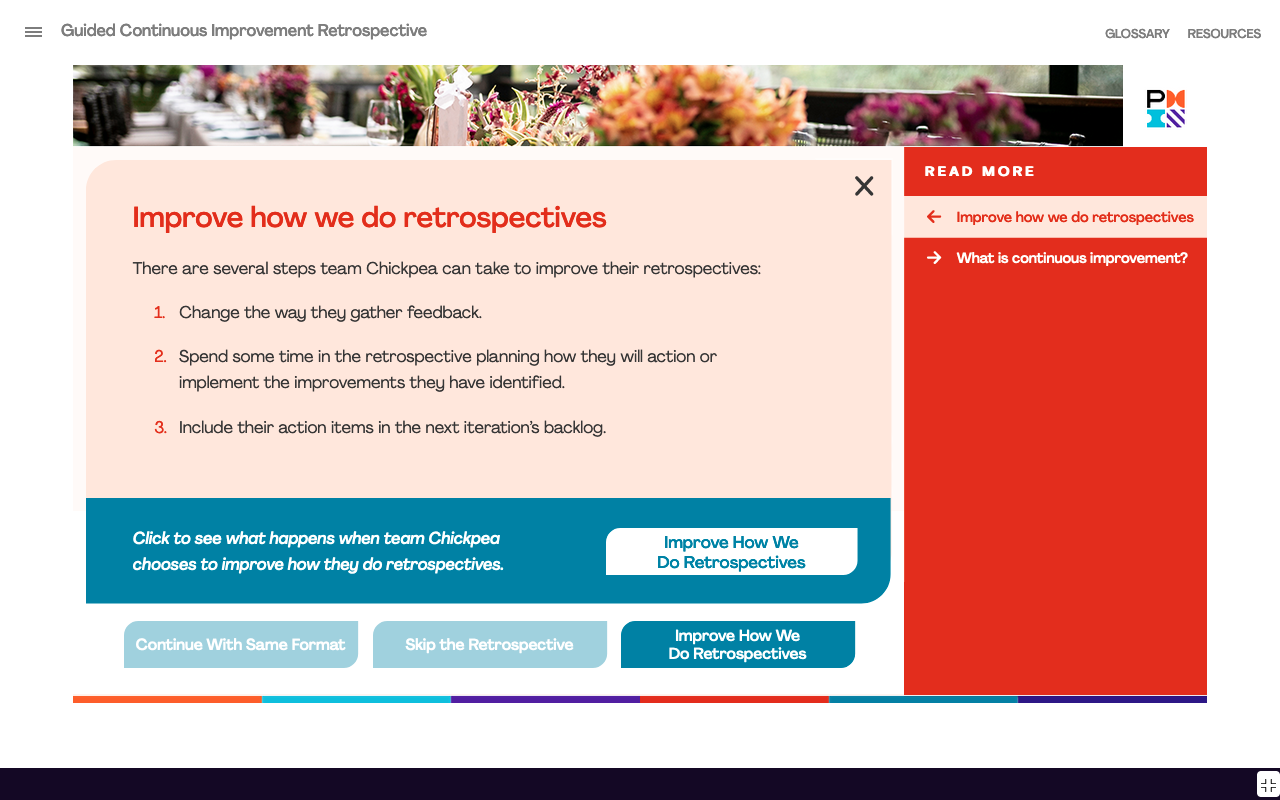 Guided Continuous Improvement Retrospective
GLOSSARY
RESOURCES
PM
READ MORE
Improve how we do retrospectives
What is continuous improvement?
Improve how we do retrospectives
There are several steps team Chickpea can take to improve their retrospectives:
1. Change the way they gather feedback.
2. Spend some time in the retrospective planning how they will action or
implement the improvements they have identified.
3. Include their action items in the next iteration’s backlog.
Click to see what happens when team Chickpea
chooses to improve how they do retrospectives.
Improve How We
Do Retrospectives
Continue With Same Format
Skip the Retrospective
Improve How We
Do Retrospectives